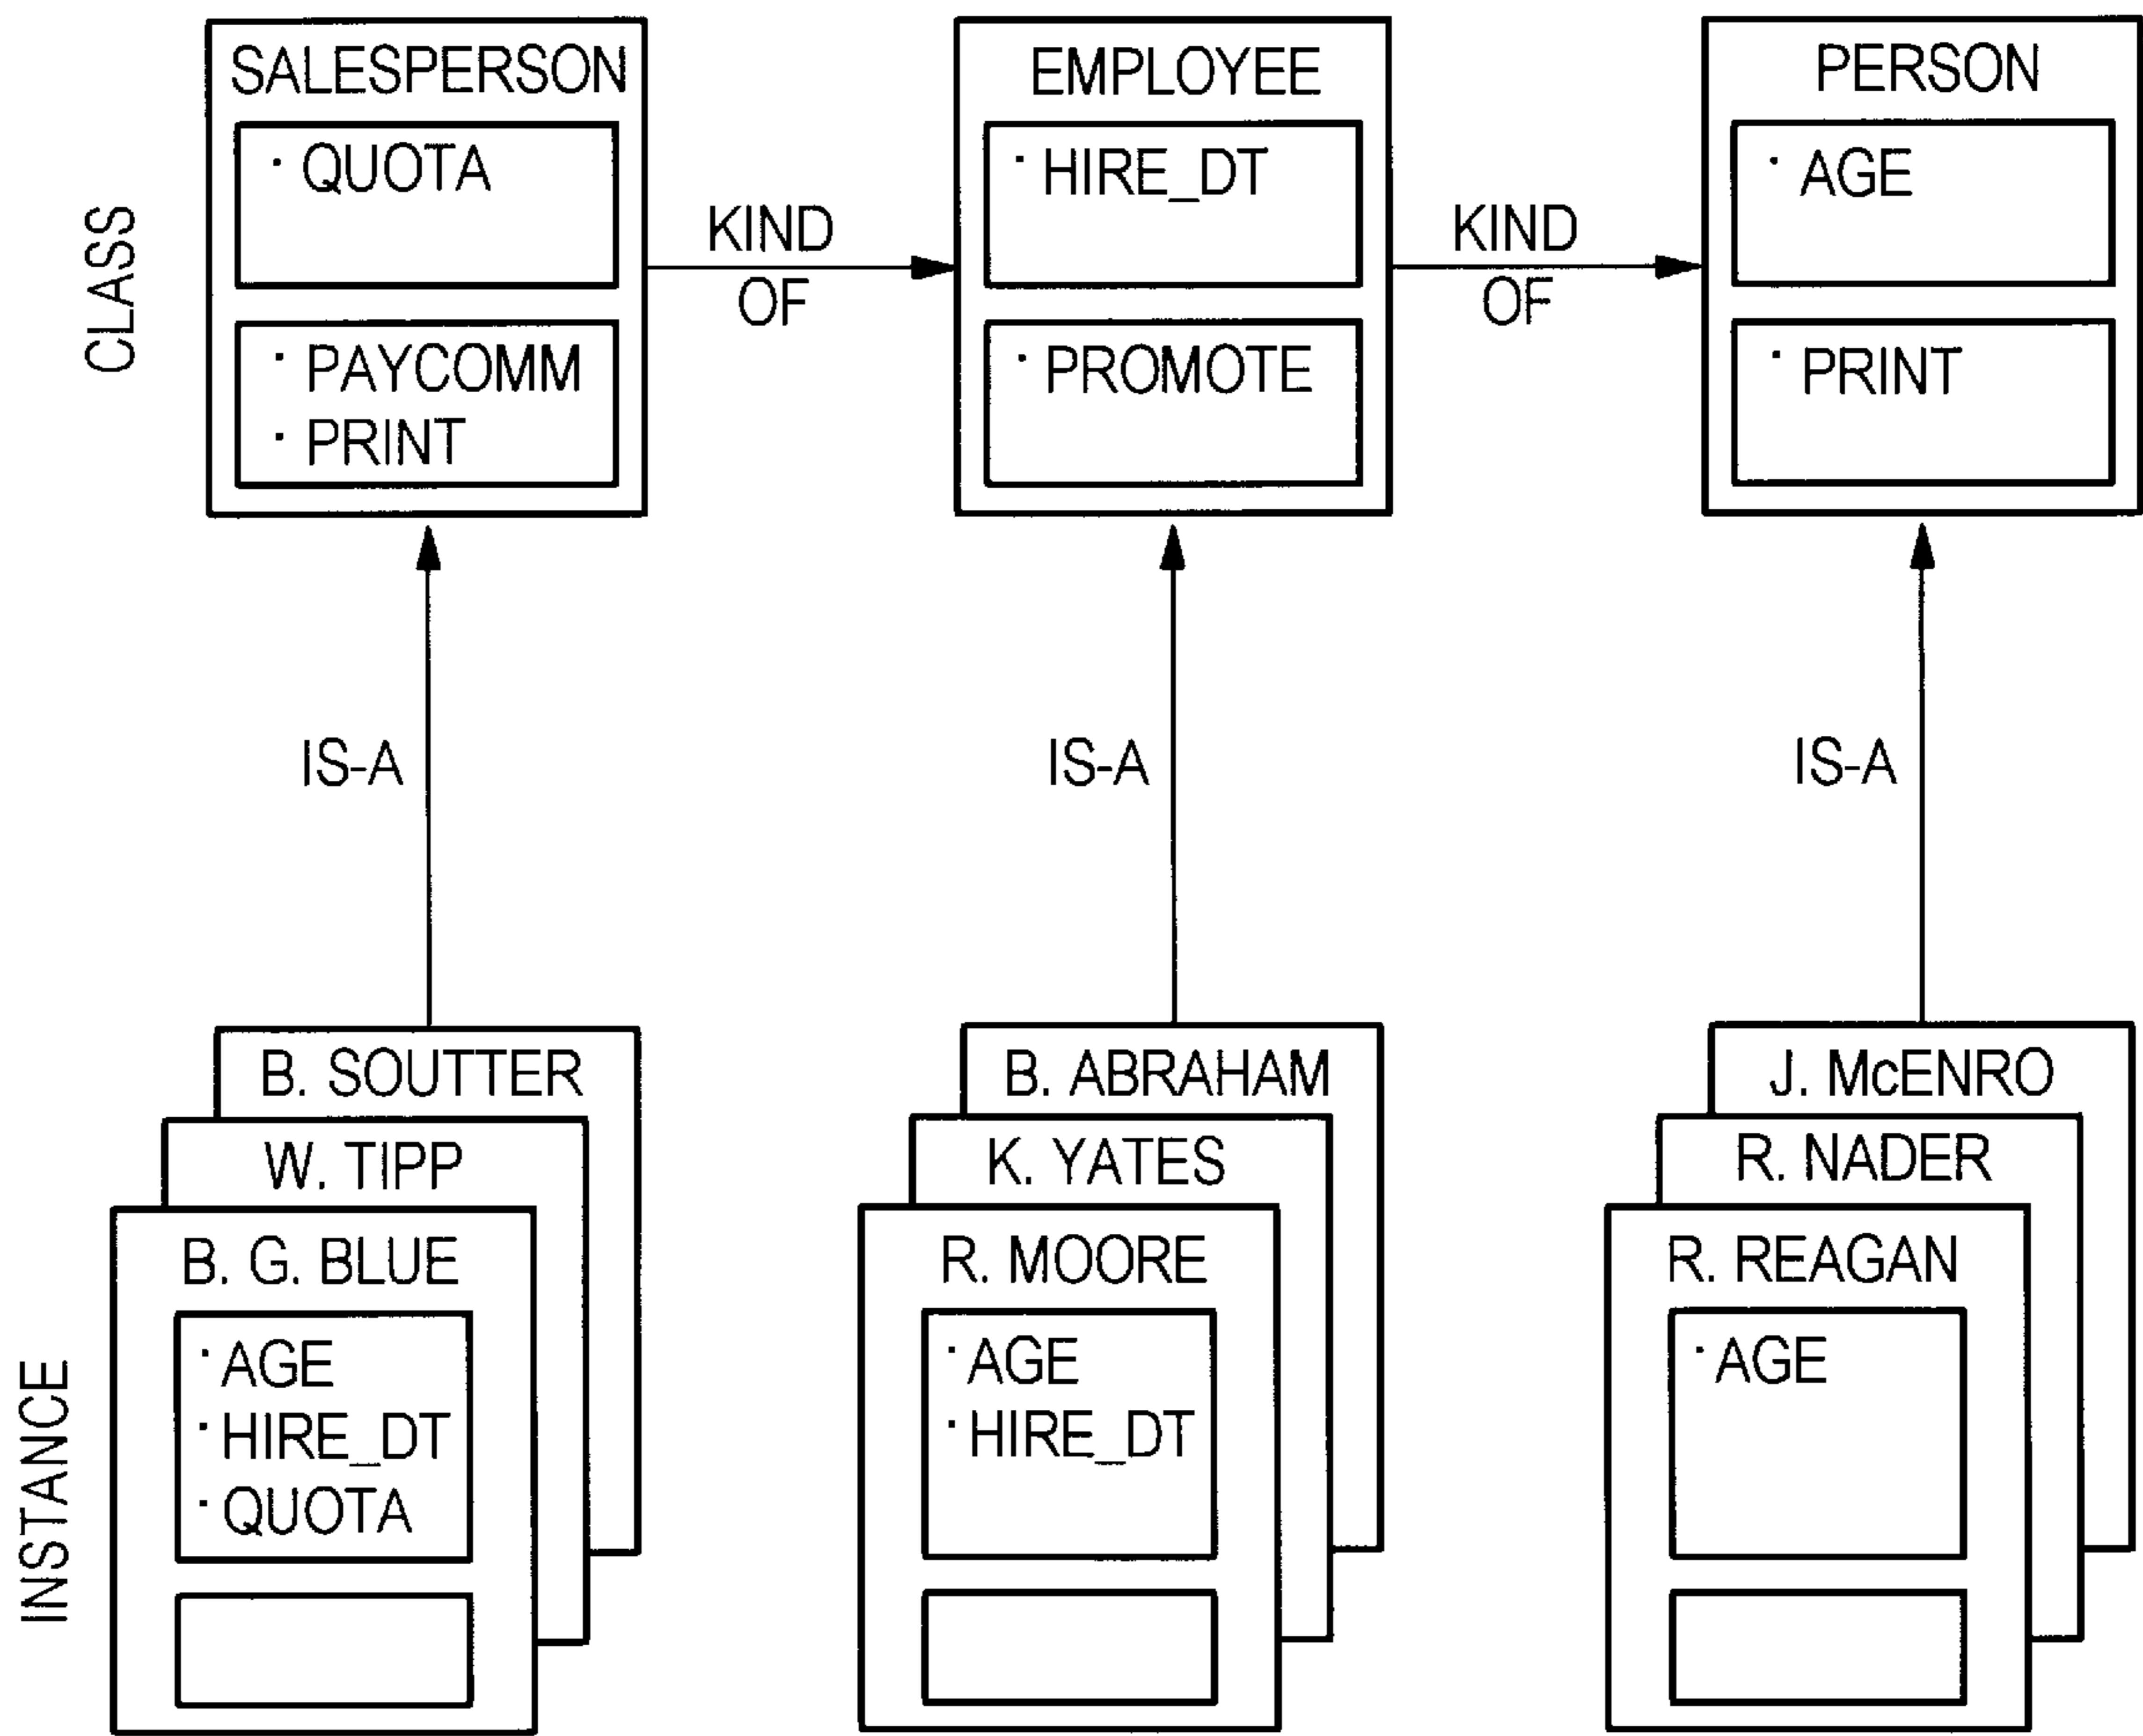 CLASS
SALESPERSON
· QUOTA
· PAYCOMM
· PRINT
KIND
OF
EMPLOYEE
· HIRE_DT
· PROMOTE
KIND
OF
PERSON
· AGE
· PRINT
IS-A
IS-A
IS-A
INSTANCE
B. SOUTTER
W. TIPP
B. G. BLUE
· AGE
· HIRE_DT
· QUOTA
B. ABRAHAM
K. YATES
R. MOORE
· AGE
· HIRE_DT
J. McENRO
R. NADER
R. REAGAN
· AGE